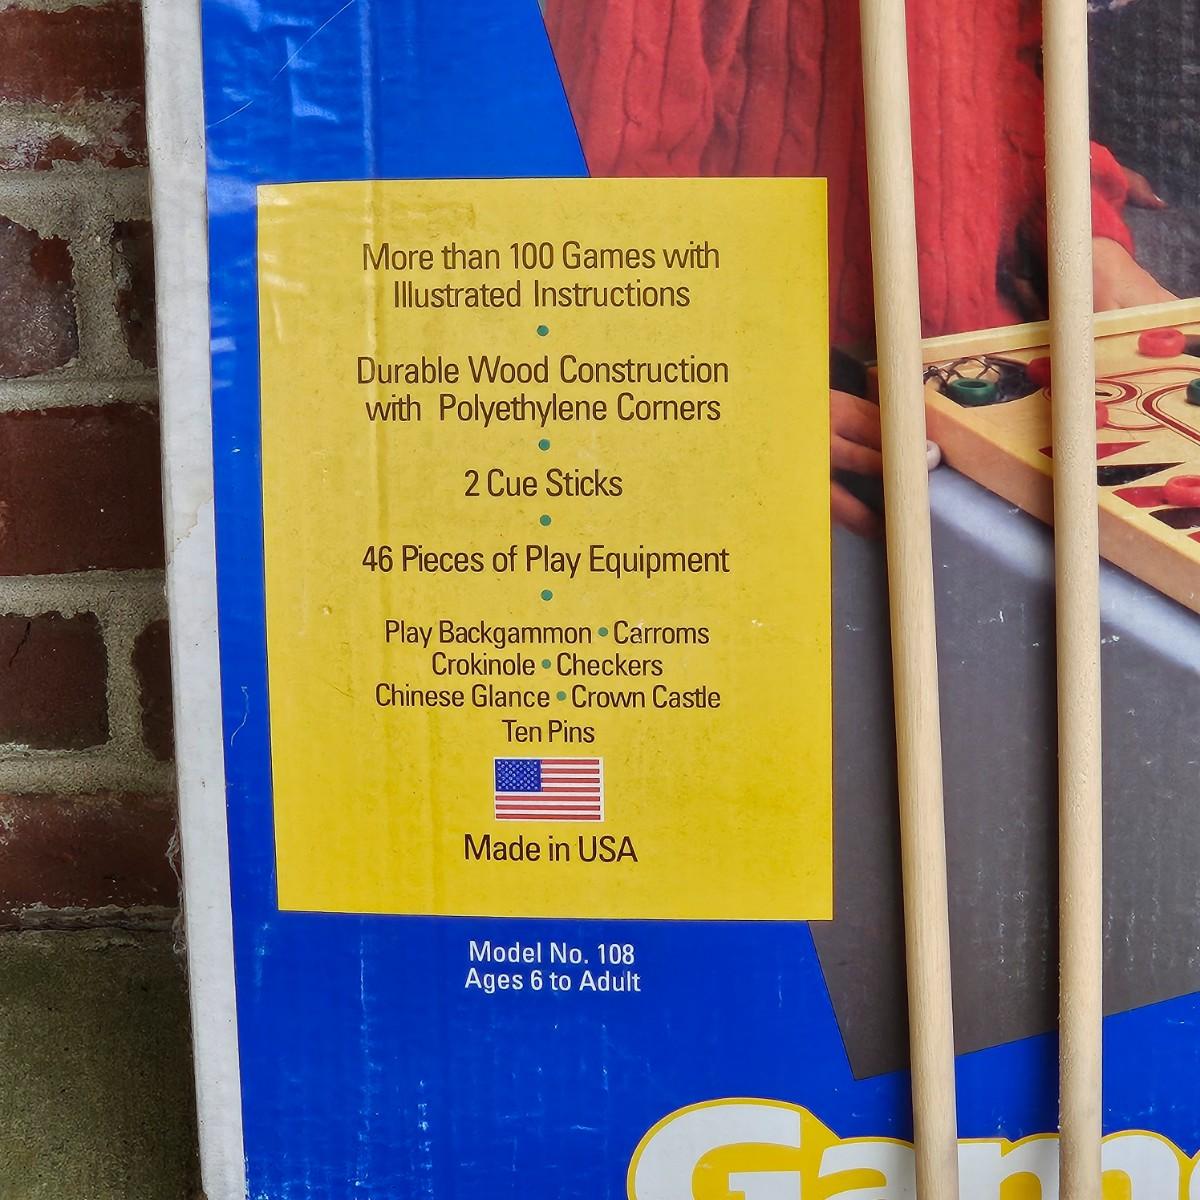 More than 100 Games with
Illustrated Instructions
•
Durable Wood Construction
with Polyethylene Corners
•
2 Cue Sticks
•
46 Pieces of Play Equipment
•
Play Backgammon • Carroms
Crokinole • Checkers
Chinese Glance • Crown Castle
Ten Pins
Made in USA
Model No. 108
Ages 6 to Adult